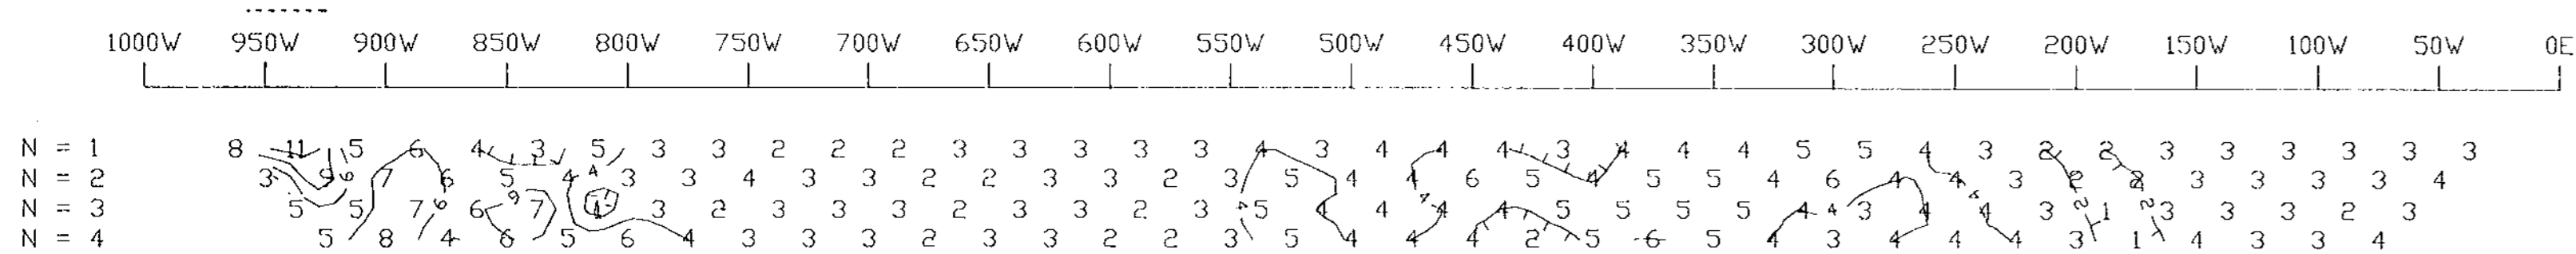 1000W 950W 900W 850W 800W 750W 700W 650W 600W 550W 500W 450W 400W 350W 300W 250W 200W 150W 100W 50W 0E
N = 1 8 11 5 6 4 3 5 3 3 2 2 2 3 3 3 3 3 4 3 4 4 4 3 4 4 4 5 5 4 3 2 2 3 3 3 3 3 3
N = 2 3 9 7 6 5 4 3 3 4 3 3 2 2 3 3 2 3 5 4 4 6 5 4 5 5 4 6 4 4 3 2 2 3 3 3 3 4
N = 3 5 5 7 6 7 4 3 2 3 3 3 2 3 3 2 3 5 4 4 4 4 4 5 5 5 5 4 3 4 4 3 1 3 3 3 2 3
N = 4 5 8 4 6 5 6 4 3 3 3 2 3 3 2 2 3 5 4 4 4 2 5 6 5 4 3 4 4 4 3 1 4 3 3 4